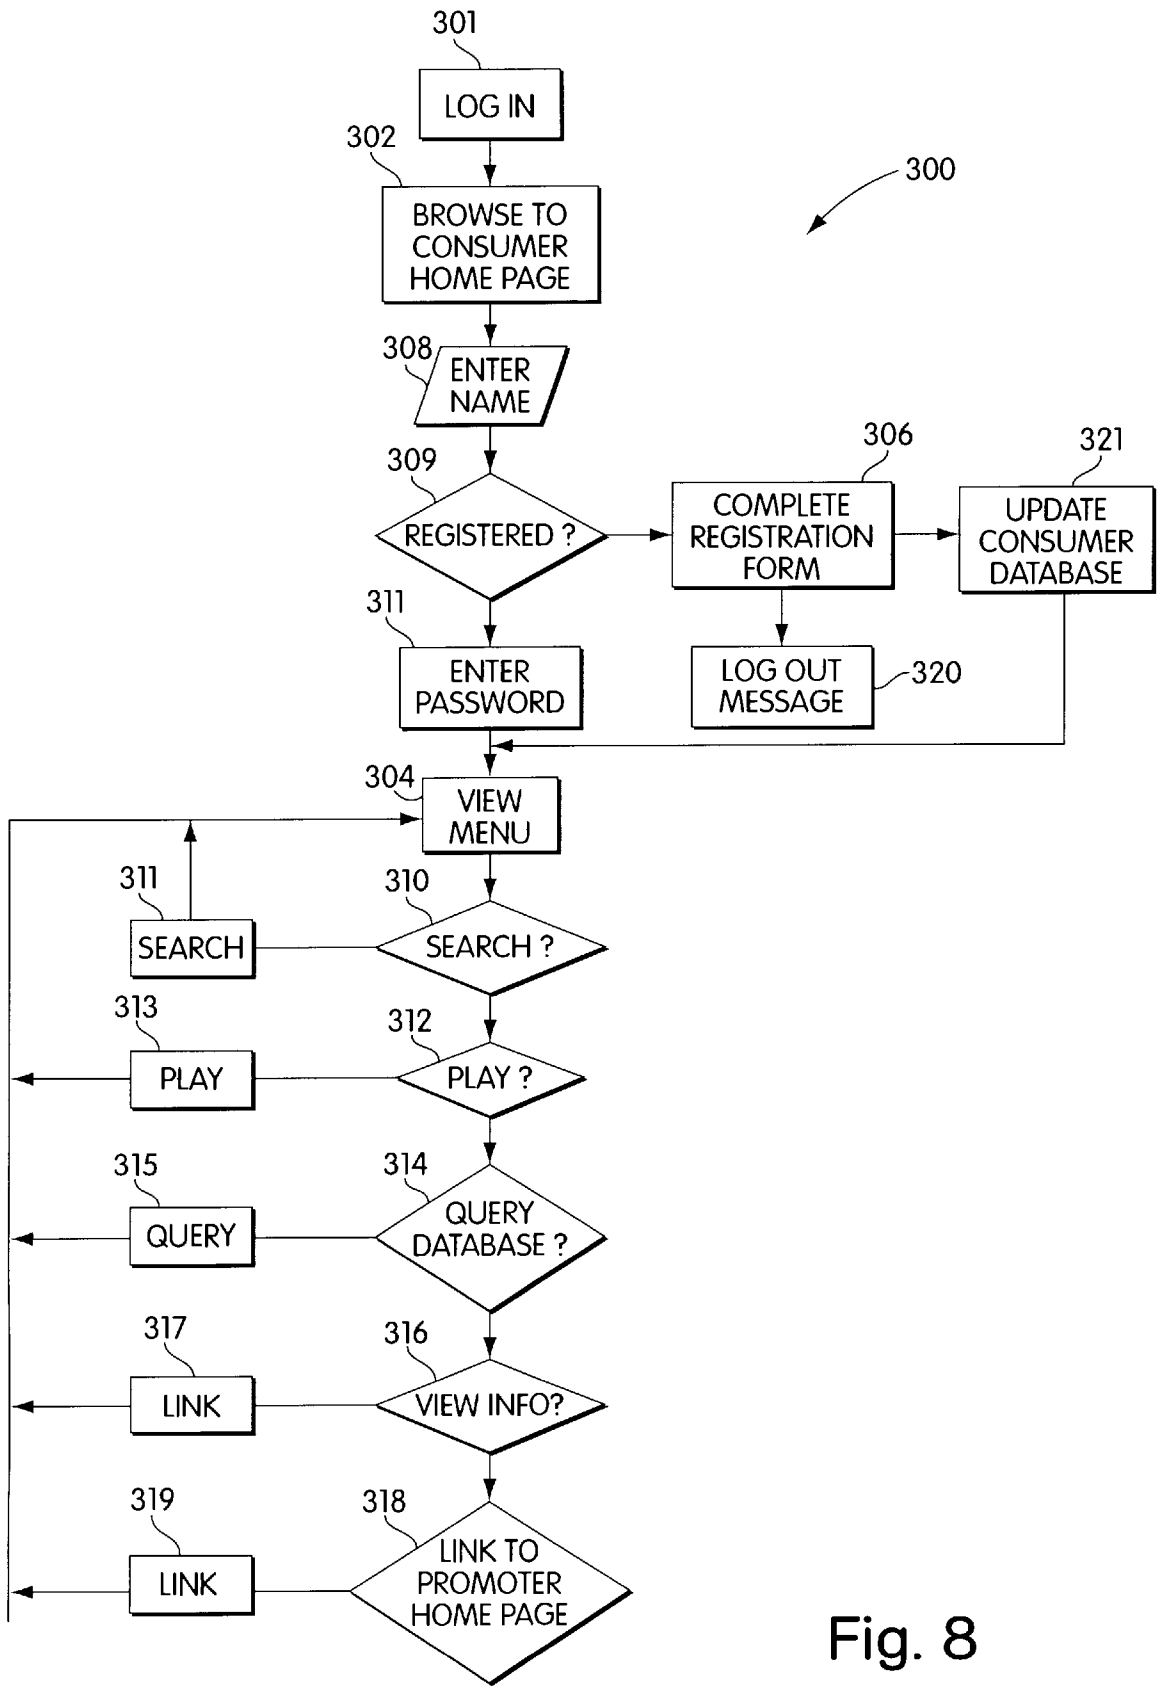 301
LOG IN
302
300
BROWSE TO
CONSUMER
HOME PAGE
308
ENTER
NAME
309
REGISTERED ?
306
COMPLETE
REGISTRATION
FORM
321
UPDATE
CONSUMER
DATABASE
311
ENTER
PASSWORD
LOG OUT
MESSAGE
320
304
VIEW
MENU
311
SEARCH
310
SEARCH ?
313
PLAY
312
PLAY ?
315
QUERY
314
QUERY
DATABASE ?
317
LINK
316
VIEW INFO?
319
LINK
318
LINK TO
PROMOTER
HOME PAGE
Fig. 8